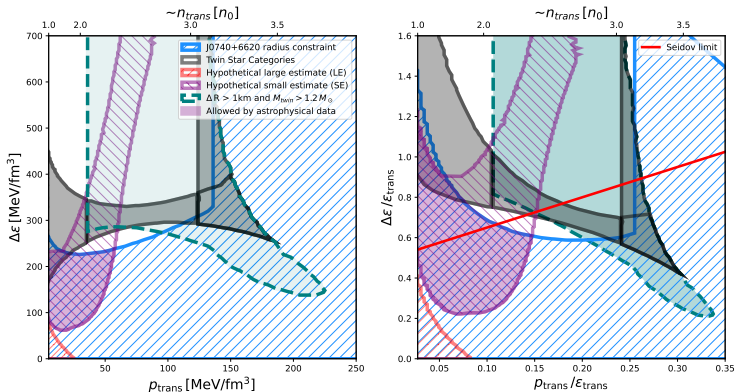 ~n_trans [n_0]
1.0 2.0 3.1 3.5
700
600
500
400
300
200
100
0
Δε [MeV/fm³]
J0740+6620 radius constraint
Twin Star Categories
Hypothetical large estimate (LE)
Hypothetical small estimate (SE)
Δ R > 1km and M_twin > 1.2 M_⊙
Allowed by astrophysical data
50 100 150 200 250
p_trans [MeV/fm³]
~n_trans [n_0]
1.0 2.0 3.1 3.5
1.6
1.4
1.2
1.0
0.8
0.6
0.4
0.2
0.0
Δε/ε_trans
Seidov limit
0.05 0.10 0.15 0.20 0.25 0.30 0.35
p_trans/ε_trans